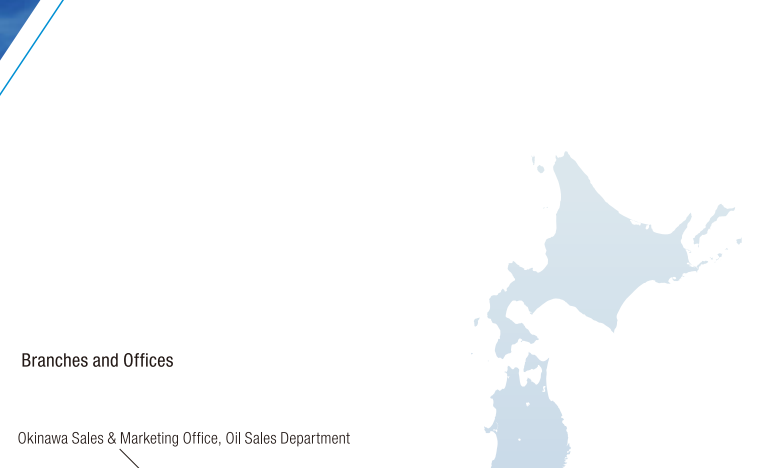 Branches and Offices
Okinawa Sales & Marketing Office, Oil Sales Department